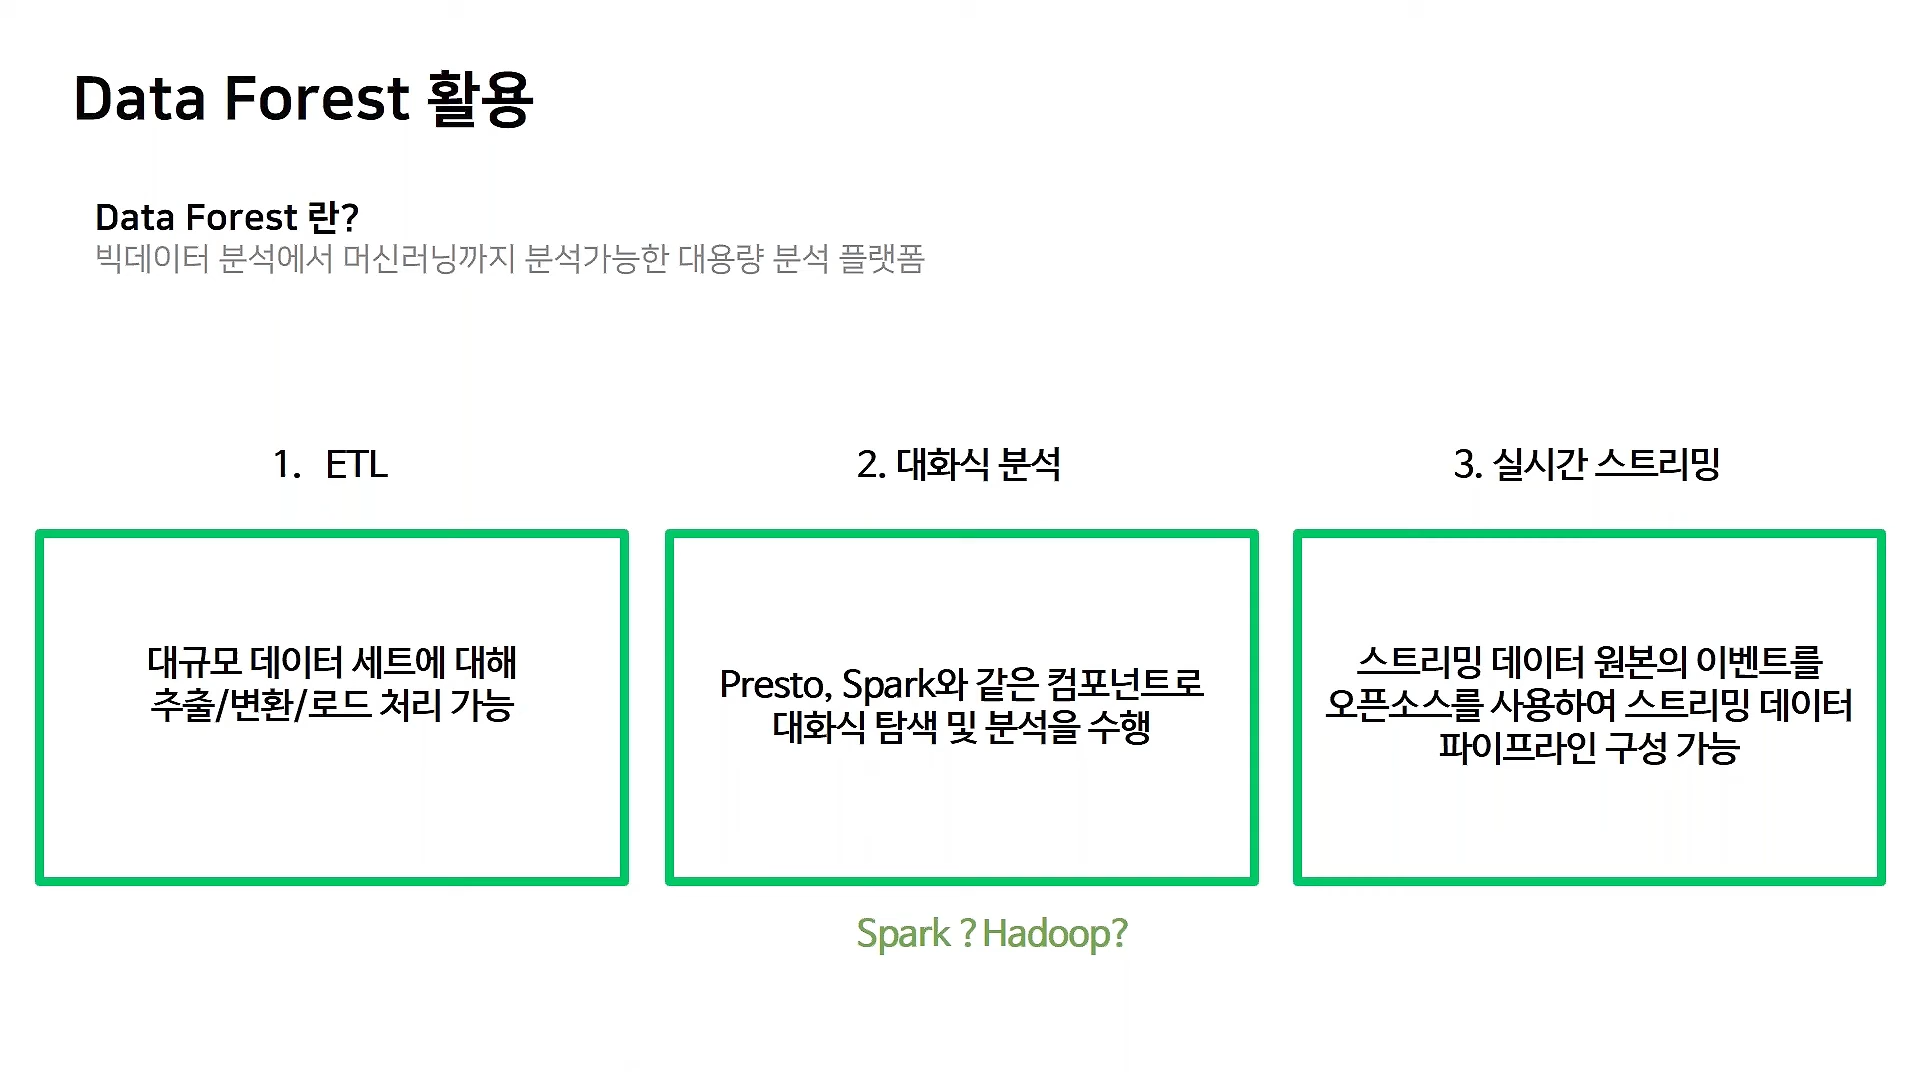 Data Forest 활용
Data Forest 란?
빅데이터 분석에서 머신러닝까지 분석가능한 대용량 분석 플랫폼
1. ETL
대규모 데이터 세트에 대해
추출/변환/로드 처리 가능
2. 대화식 분석
Presto, Spark와 같은 컴포넌트로
대화식 탐색 및 분석을 수행
3. 실시간 스트리밍
스트리밍 데이터 원본의 이벤트를
오픈소스를 사용하여 스트리밍 데이터
파이프라인 구성 가능
Spark ? Hadoop?